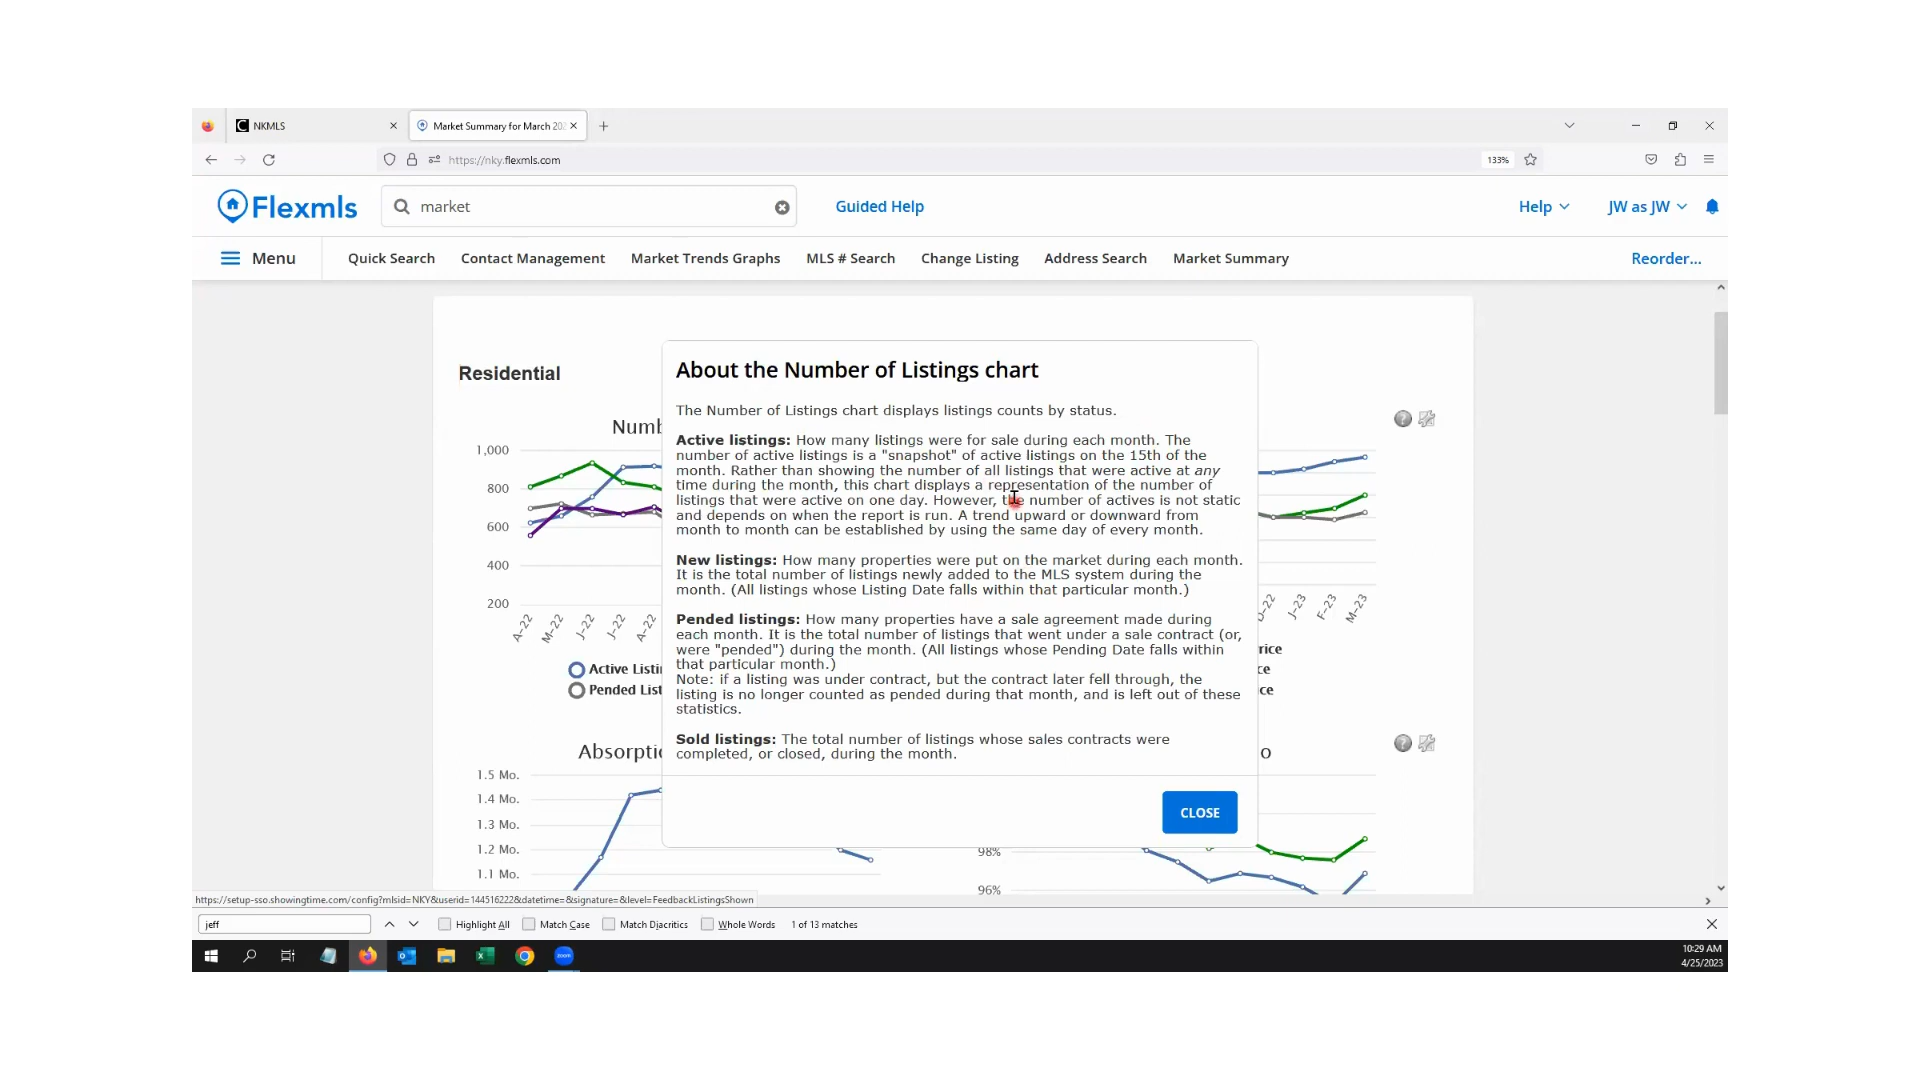 NKMLS
Market Summary for March 202
https://nky.flexmls.com
133%
Flexmls
market
Guided Help
Help
JW as JW
Menu
Quick Search
Contact Management
Market Trends Graphs
MLS # Search
Change Listing
Address Search
Market Summary
Reorder...
Residential
Numb
1,000
800
600
400
200
A-22
M-22
J-22
J-22
A-22
Active Listi
Pended List
About the Number of Listings chart
The Number of Listings chart displays listings counts by status.
Active listings: How many listings were for sale during each month. The
number of active listings is a "snapshot" of active listings on the 15th of the
month. Rather than showing the number of all listings that were active at any
time during the month, this chart displays a representation of the number of
listings that were active on one day. However, the number of actives is not static
and depends on when the report is run. A trend upward or downward from
month to month can be established by using the same day of every month.
New listings: How many properties were put on the market during each month.
It is the total number of listings newly added to the MLS system during the
month. (All listings whose Listing Date falls within that particular month.)
Pended listings: How many properties have a sale agreement made during
each month. It is the total number of listings that went under a sale contract (or,
were "pended") during the month. (All listings whose Pending Date falls within
that particular month.)
Note: if a listing was under contract, but the contract later fell through, the
listing is no longer counted as pended during that month, and is left out of these
statistics.
Sold listings: The total number of listings whose sales contracts were
completed, or closed, during the month.
CLOSE
D-22
J-23
F-23
M-23
rice
ce
ce
Absorptio
1.5 Mo.
1.4 Mo.
1.3 Mo.
1.2 Mo.
1.1 Mo.
o
98%
96%
https://setup-sso.showingtime.com/config?mlsid=NKY&userid=144516222&datetime=&signature=&level=FeedbackListingsShown
jeff
Highlight All
Match Case
Match Diacritics
Whole Words
1 of 13 matches
zoom
10:29 AM
4/25/2023